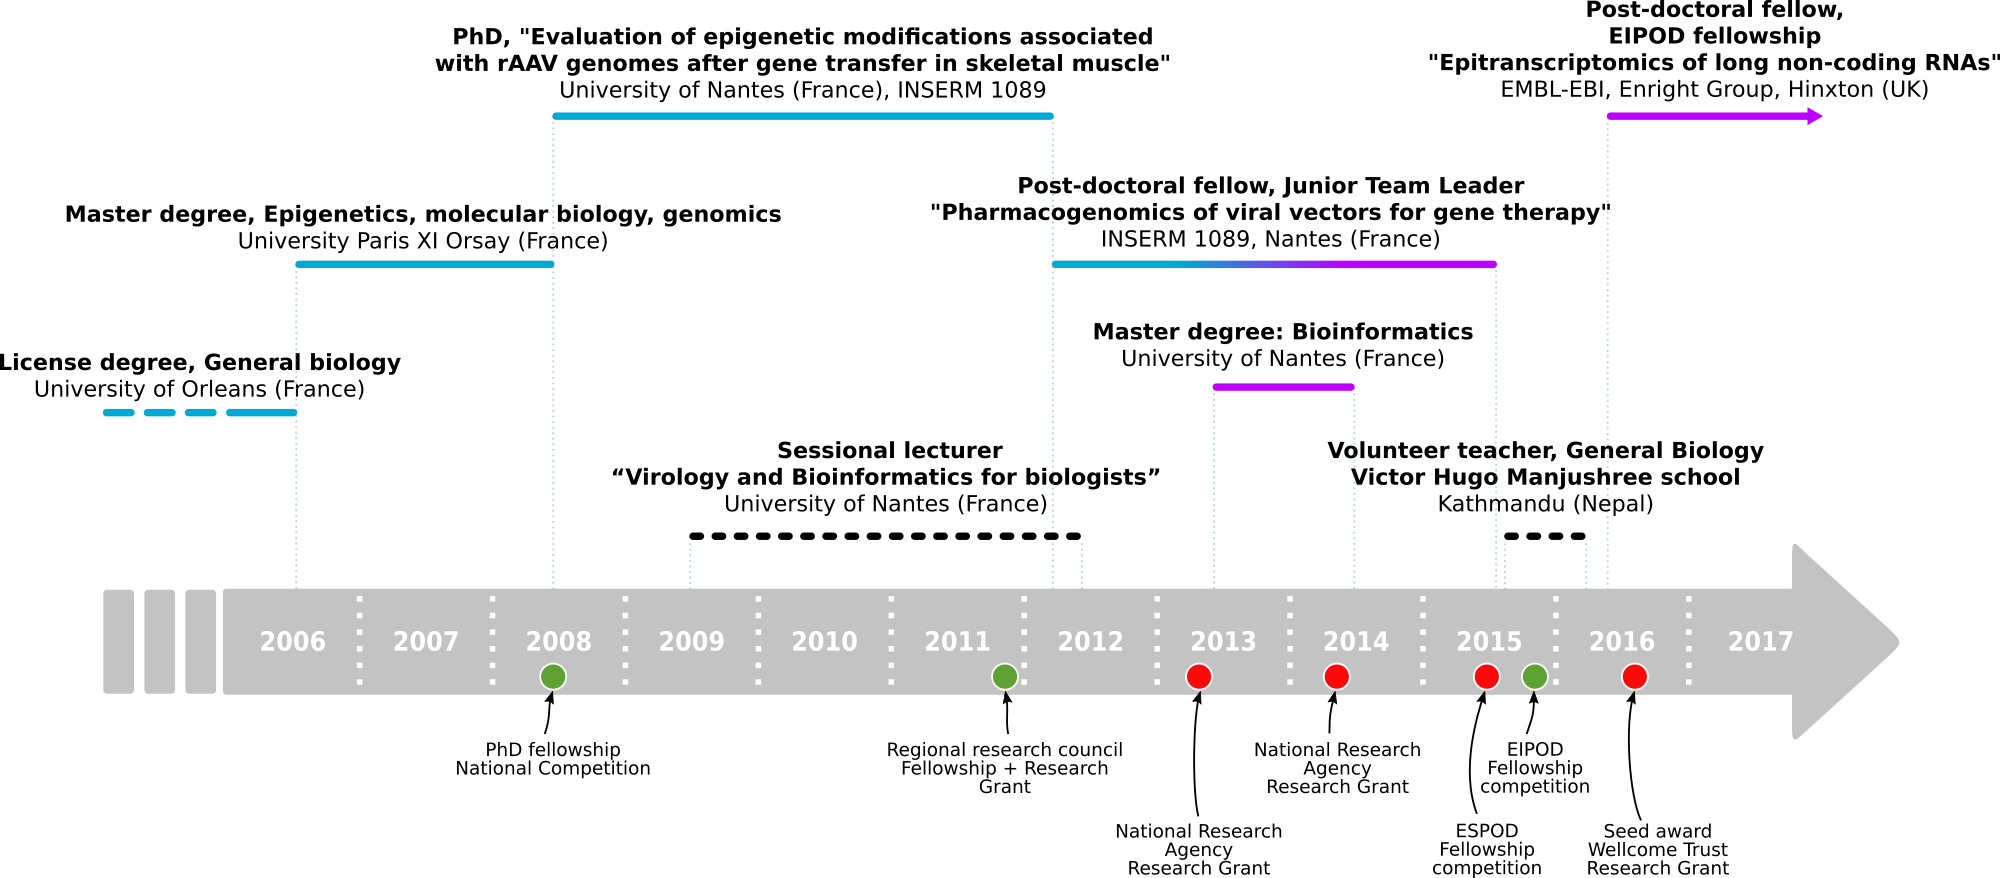 Post-doctoral fellow,
EIPOD fellowship
"Epitranscriptomics of long non-coding RNAs"
EMBL-EBI, Enright Group, Hinxton (UK)
PhD, "Evaluation of epigenetic modifications associated
with rAAV genomes after gene transfer in skeletal muscle"
University of Nantes (France), INSERM 1089
Post-doctoral fellow, Junior Team Leader
"Pharmacogenomics of viral vectors for gene therapy"
INSERM 1089, Nantes (France)
Master degree, Epigenetics, molecular biology, genomics
University Paris XI Orsay (France)
Master degree: Bioinformatics
University of Nantes (France)
License degree, General biology
University of Orleans (France)
Sessional lecturer
“Virology and Bioinformatics for biologists”
University of Nantes (France)
Volunteer teacher, General Biology
Victor Hugo Manjushree school
Kathmandu (Nepal)
2006 2007 2008 2009 2010 2011 2012 2013 2014 2015 2016 2017
PhD fellowship
National Competition
Regional research council
Fellowship + Research
Grant
National Research
Agency
Research Grant
National Research
Agency
Research Grant
ESPOD
Fellowship
competition
EIPOD
Fellowship
competition
Seed award
Wellcome Trust
Research Grant